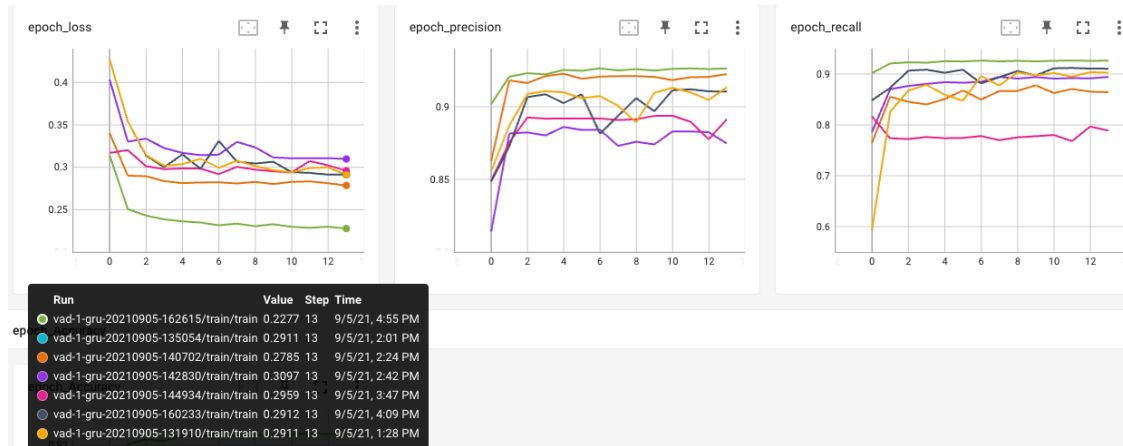 epoch_loss
epoch_precision
epoch_recall
0.4
0.35
0.3
0.25
0 2 4 6 8 10 12
0.9
0.85
0 2 4 6 8 10 12
0.9
0.8
0.7
0.6
0 2 4 6 8 10 12
Run Value Step Time
vad-1-gru-20210905-162615/train/train 0.2277 13 9/5/21, 4:55 PM
vad-1-gru-20210905-135054/train/train 0.2911 13 9/5/21, 2:01 PM
vad-1-gru-20210905-140702/train/train 0.2785 13 9/5/21, 2:24 PM
vad-1-gru-20210905-142830/train/train 0.3097 13 9/5/21, 2:42 PM
vad-1-gru-20210905-144934/train/train 0.2959 13 9/5/21, 3:47 PM
vad-1-gru-20210905-160233/train/train 0.2912 13 9/5/21, 4:09 PM
vad-1-gru-20210905-131910/train/train 0.2911 13 9/5/21, 1:28 PM
epoch_Accuracy
epoch_Accuracy